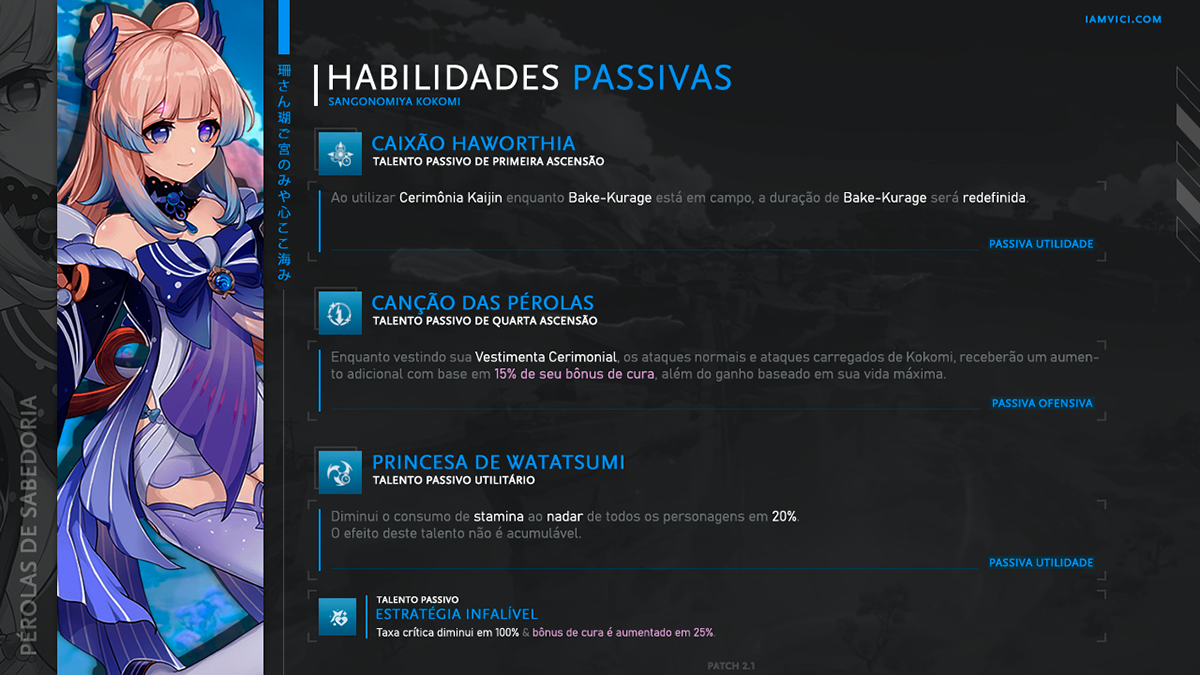 IAMVICI.COM
HABILIDADES PASSIVAS
SANGONOMIYA KOKOMI
珊さん瑚ご宮のみや心ここ海み
PÉROLAS DE SABEDORIA
CAIXÃO HAWORTHIA
TALENTO PASSIVO DE PRIMEIRA ASCENSÃO
Ao utilizar Cerimônia Kaijin enquanto Bake-Kurage está em campo, a duração de Bake-Kurage será redefinida.
PASSIVA UTILIDADE
CANÇÃO DAS PÉROLAS
TALENTO PASSIVO DE QUARTA ASCENSÃO
Enquanto vestindo sua Vestimenta Cerimonial, os ataques normais e ataques carregados de Kokomi, receberão um aumen-
to adicional com base em 15% de seu bônus de cura, além do ganho baseado em sua vida máxima.
PASSIVA OFENSIVA
PRINCESA DE WATATSUMI
TALENTO PASSIVO UTILITÁRIO
Diminui o consumo de stamina ao nadar de todos os personagens em 20%.
O efeito deste talento não é acumulável.
PASSIVA UTILIDADE
TALENTO PASSIVO
ESTRATÉGIA INFALÍVEL
Taxa crítica diminui em 100% & bônus de cura é aumentado em 25%.
PATCH 2.1